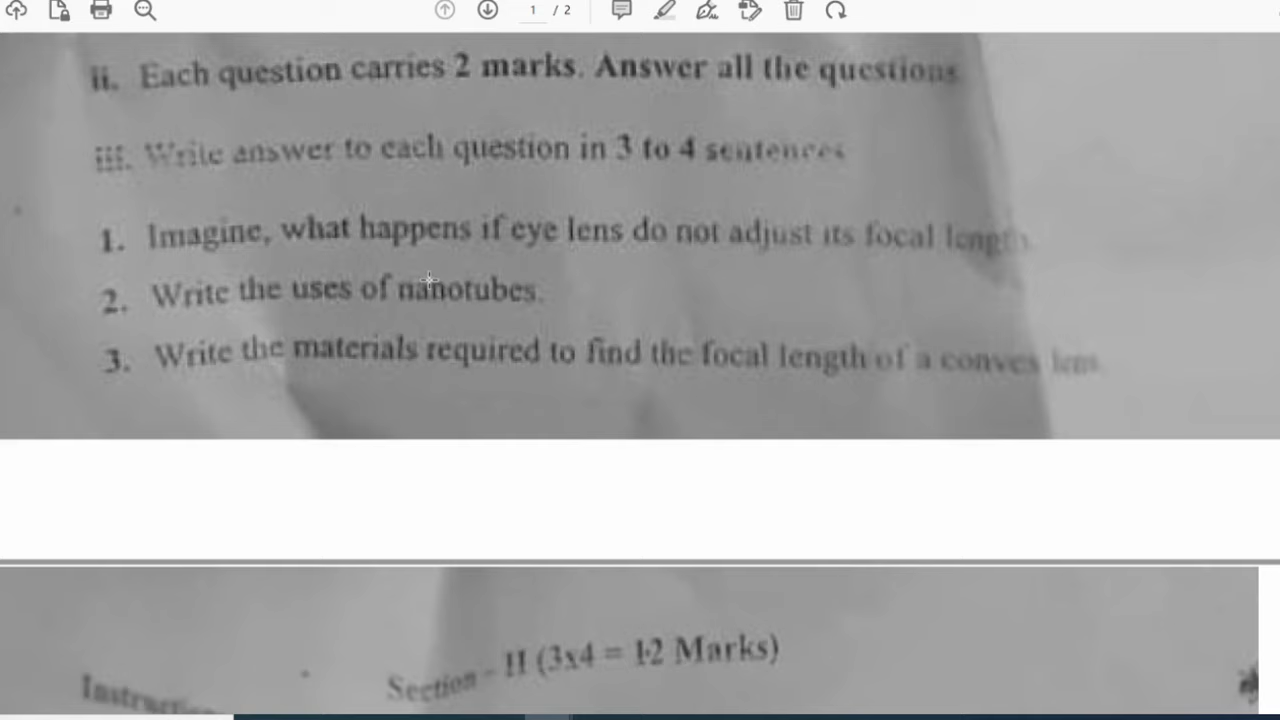 1 / 2
ii. Each question carries 2 marks. Answer all the questions
iii. Write answer to each question in 3 to 4 sentences
1. Imagine, what happens if eye lens do not adjust its focal length
2. Write the uses of nanotubes.
3. Write the materials required to find the focal length of a convex lens
Section - II (3x4 = 12 Marks)